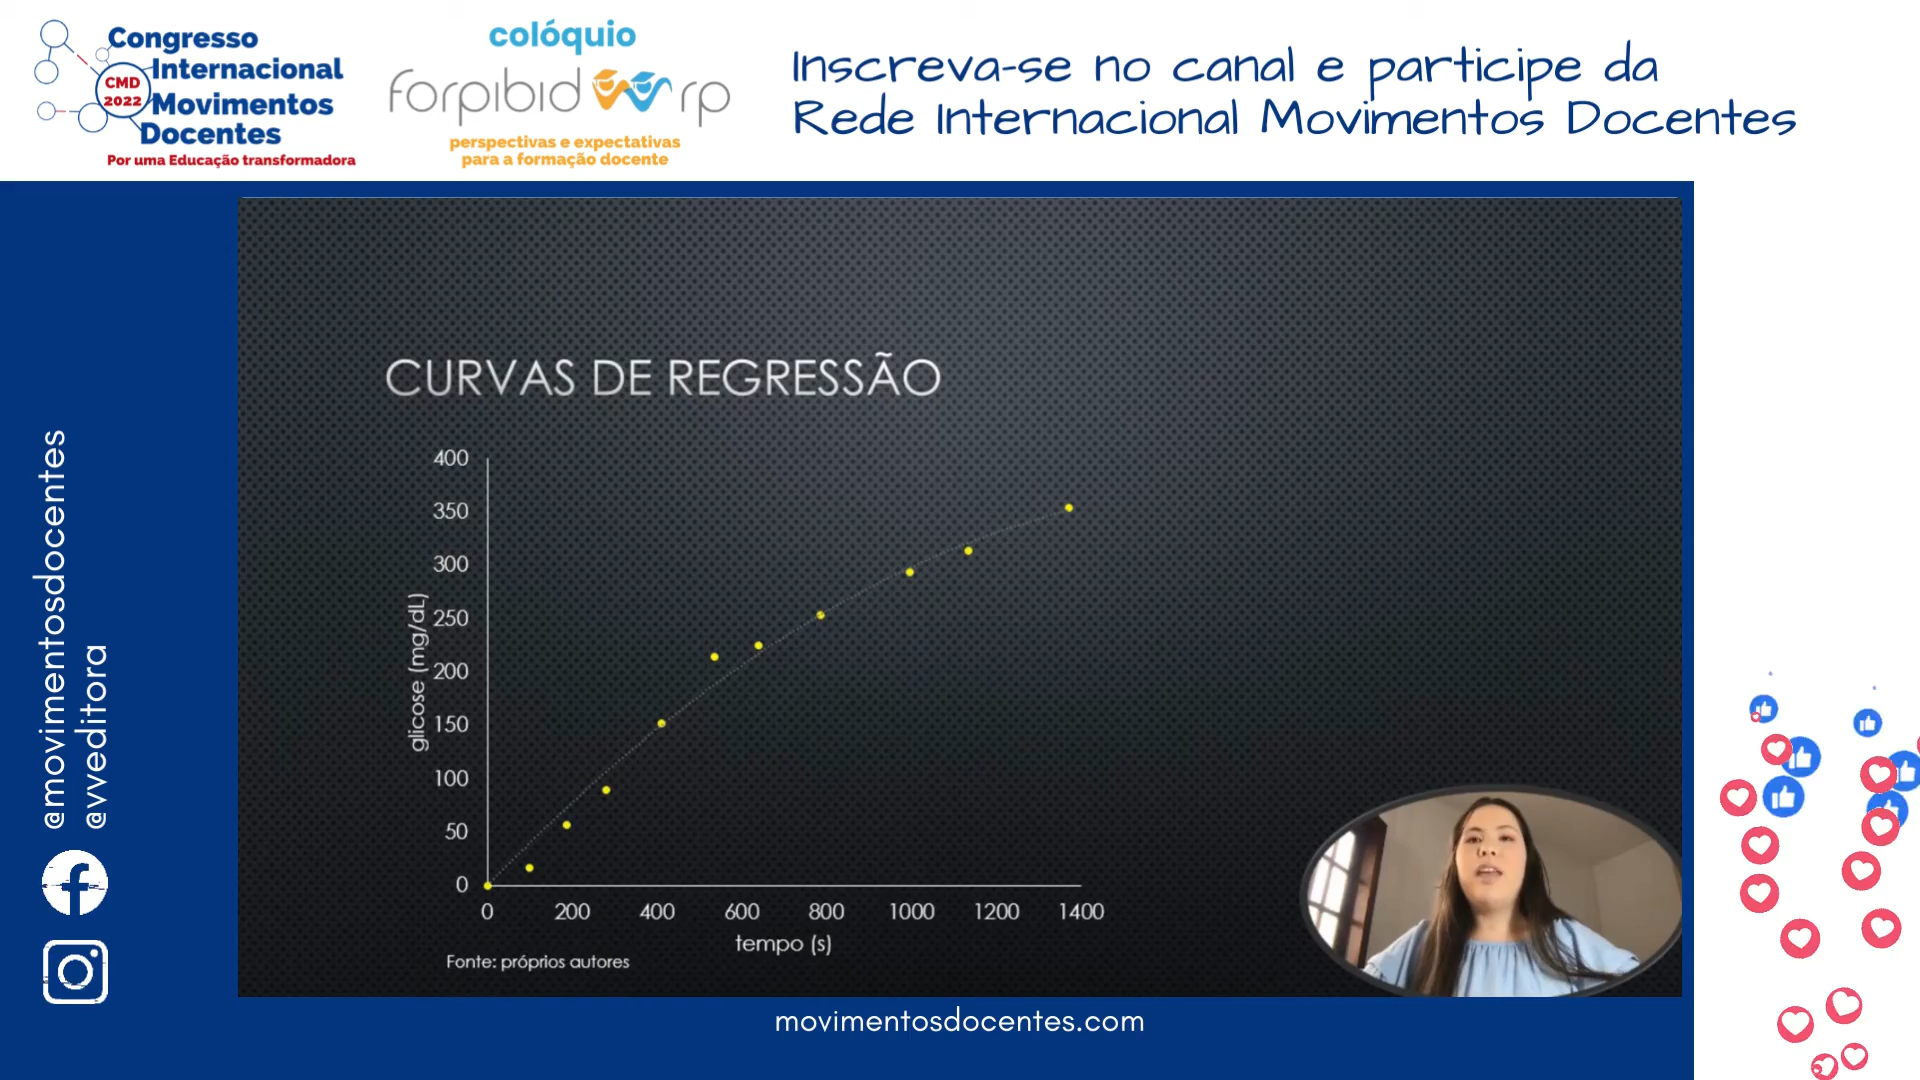 Congresso
Internacional
CMD
2022
Movimentos
Docentes
Por uma Educação transformadora
colóquio
forpibid rp
perspectivas e expectativas
para a formação docente
Inscreva-se no canal e participe da
Rede Internacional Movimentos Docentes
@movimentosdocentes
@vveditora
CURVAS DE REGRESSÃO
400
350
300
250
200
150
100
50
0
glicose (mg/dL)
0 200 400 600 800 1000 1200 1400
tempo (s)
Fonte: próprios autores
movimentosdocentes.com